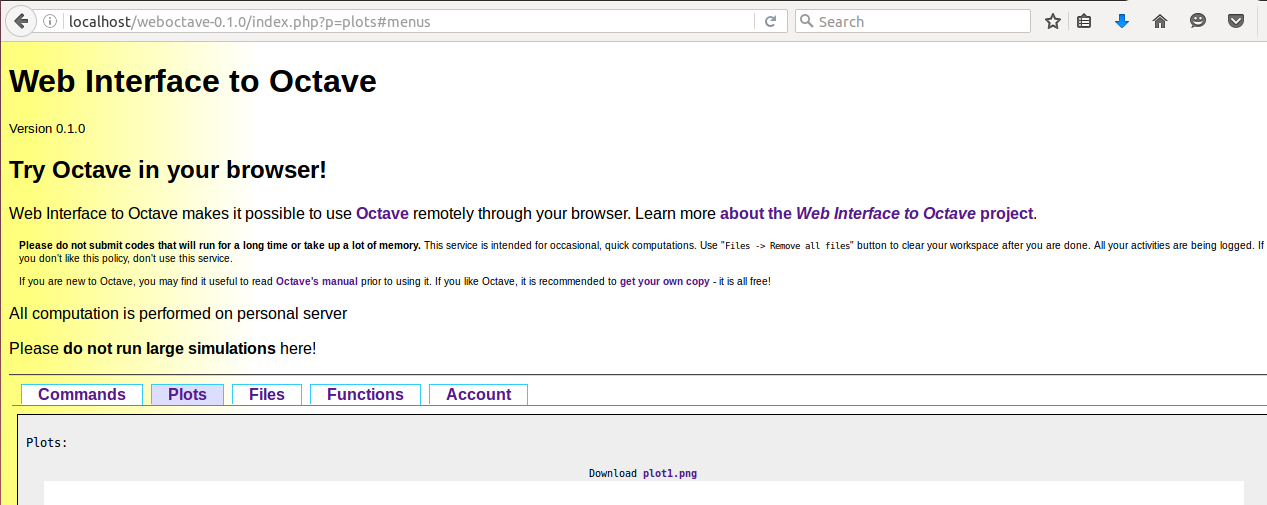 localhost/weboctave-0.1.0/index.php?p=plots#menus
Search
Web Interface to Octave
Version 0.1.0
Try Octave in your browser!
Web Interface to Octave makes it possible to use Octave remotely through your browser. Learn more about the Web Interface to Octave project.
Please do not submit codes that will run for a long time or take up a lot of memory. This service is intended for occasional, quick computations. Use "Files -> Remove all files" button to clear your workspace after you are done. All your activities are being logged. If
you don't like this policy, don't use this service.
If you are new to Octave, you may find it useful to read Octave's manual prior to using it. If you like Octave, it is recommended to get your own copy - it is all free!
All computation is performed on personal server
Please do not run large simulations here!
Commands Plots Files Functions Account
Plots:
Download plot1.png